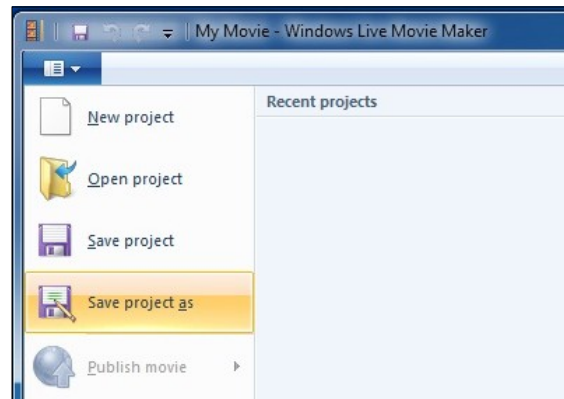 My Movie - Windows Live Movie Maker
Recent projects
New project
Open project
Save project
Save project as
Publish movie